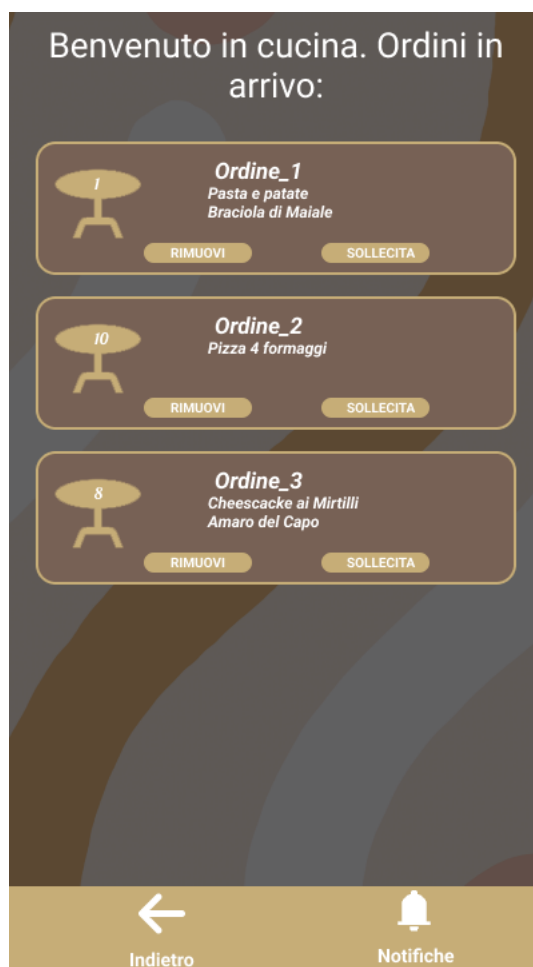 Benvenuto in cucina. Ordini in
arrivo:
1
Ordine_1
Pasta e patate
Braciola di Maiale
RIMUOVI
SOLLECITA
10
Ordine_2
Pizza 4 formaggi
RIMUOVI
SOLLECITA
8
Ordine_3
Cheescacke ai Mirtilli
Amaro del Capo
RIMUOVI
SOLLECITA
Indietro
Notifiche